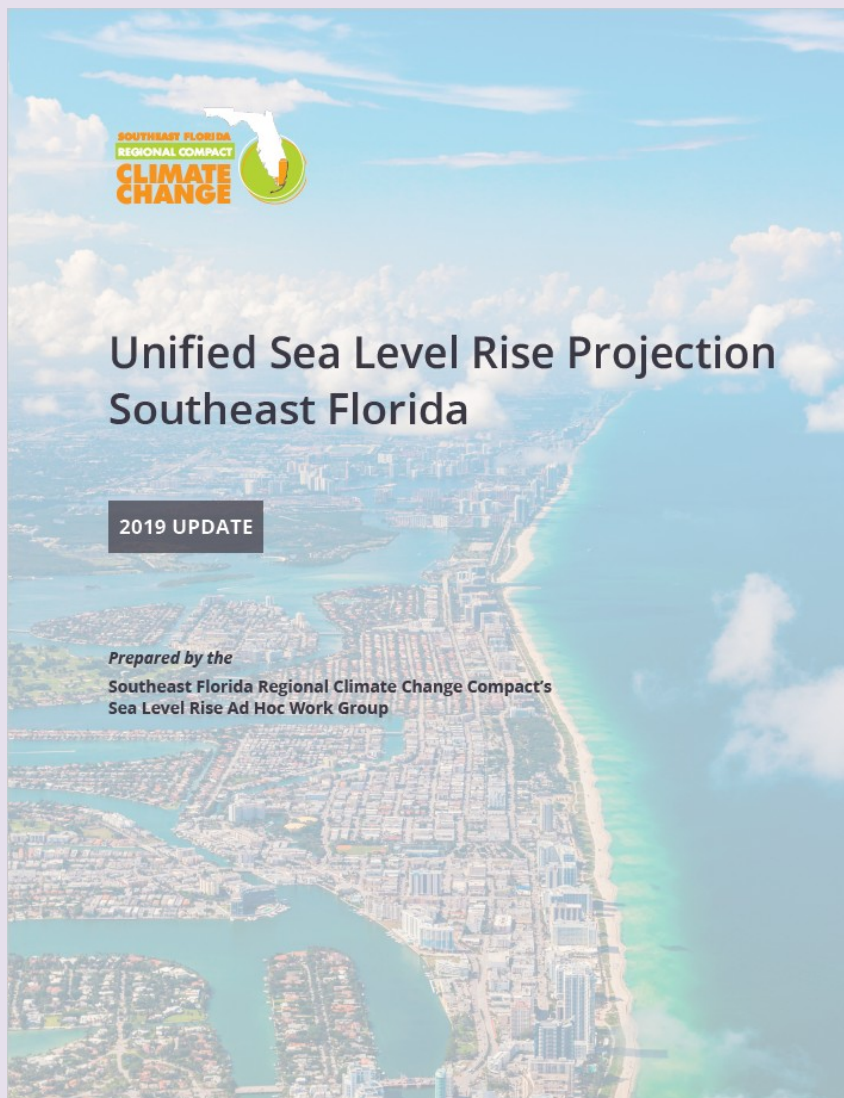 SOUTHEAST FLORIDA
REGIONAL COMPACT
CLIMATE
CHANGE
Unified Sea Level Rise Projection
Southeast Florida
2019 UPDATE
Prepared by the
Southeast Florida Regional Climate Change Compact’s
Sea Level Rise Ad Hoc Work Group